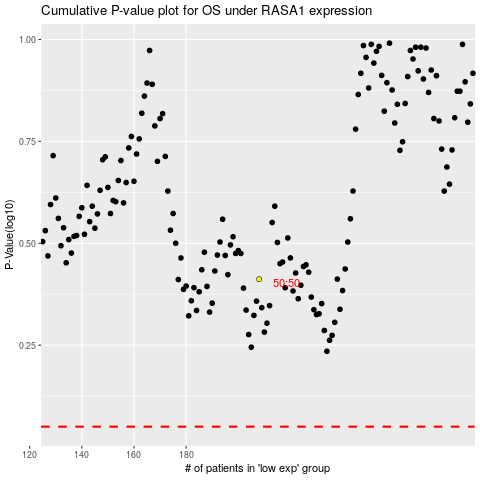 Cumulative P-value plot for OS under RASA1 expression
P-Value(log10)
1.00
0.75
0.50
0.25
50:50
120 140 160 180
# of patients in 'low exp' group